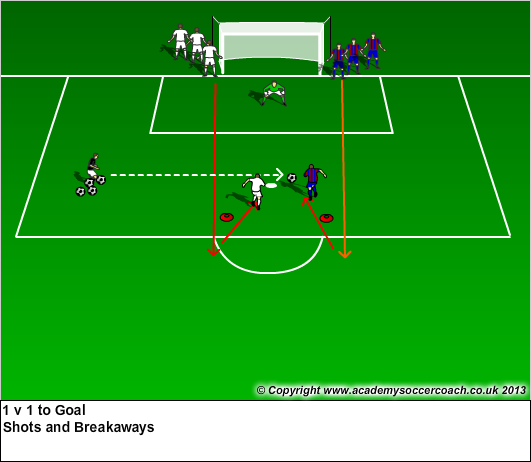 © Copyright www.academysoccercoach.co.uk 2013
1 v 1 to Goal
Shots and Breakaways